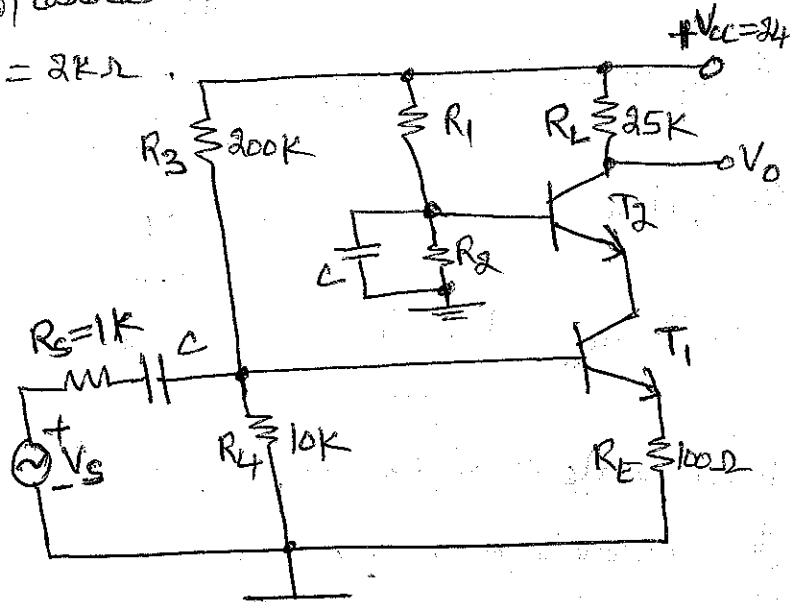 = 2KΩ .
+Vcc=24
R3 200K
R1
RL 25K
Vo
T2
C
R2
RS=1K
C
T1
+
VS
-
R4 10K
RE 100Ω